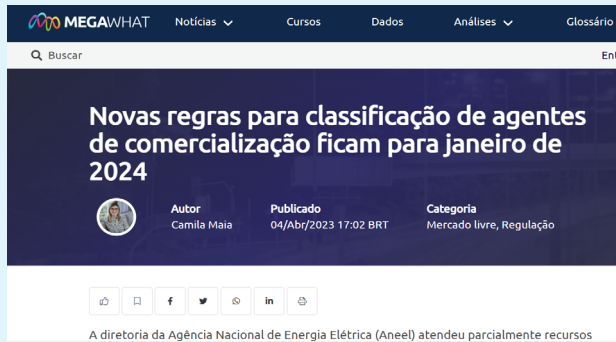 MEGAWHAT Notícias Cursos Dados Análises Glossário
Buscar
Novas regras para classificação de agentes
de comercialização ficam para janeiro de
2024
Autor Publicado Categoria
Camila Maia 04/Abr/2023 17:02 BRT Mercado livre, Regulação
A diretoria da Agência Nacional de Energia Elétrica (Aneel) atendeu parcialmente recursos